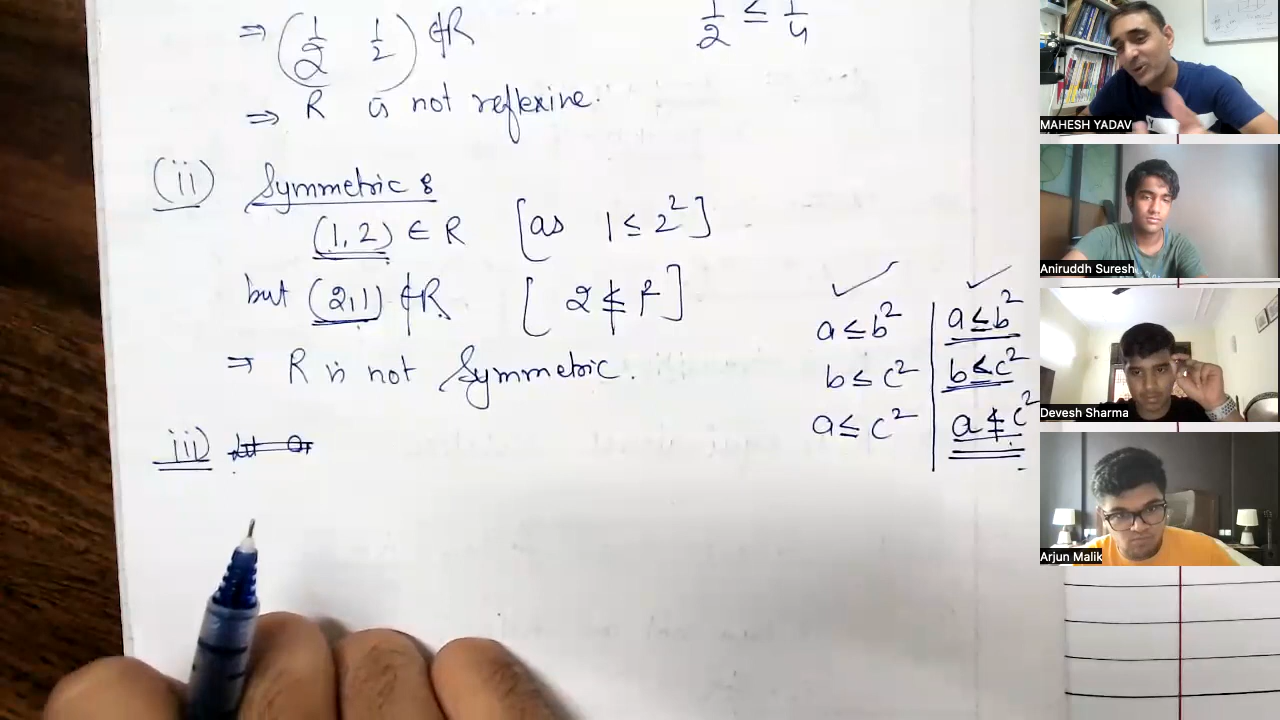 ⇒ (1/2 1/2) ∉ R
1/2 ≤ 1/4
⇒ R is not reflexive.
(ii) Symmetric :
(1,2) ∈ R [as 1 ≤ 2²]
but (2,1) ∉ R [2 ≰ 1²]
⇒ R is not Symmetric.
iii)
a ≤ b²
b ≤ c²
a ≤ c²
a ≤ b²
b ≤ c²
a ≰ c²
MAHESH YADAV
Aniruddh Suresh
Devesh Sharma
Arjun Malik